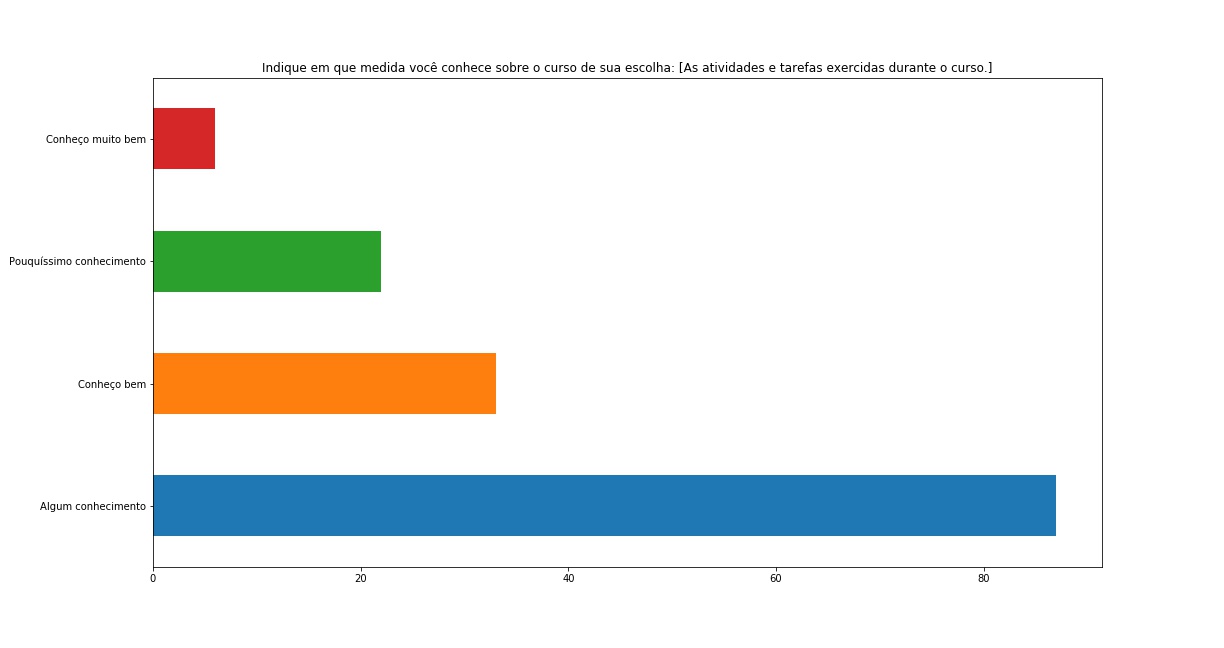 Indique em que medida você conhece sobre o curso de sua escolha: [As atividades e tarefas exercidas durante o curso.]
Conheço muito bem
Pouquíssimo conhecimento
Conheço bem
Algum conhecimento
0 20 40 60 80